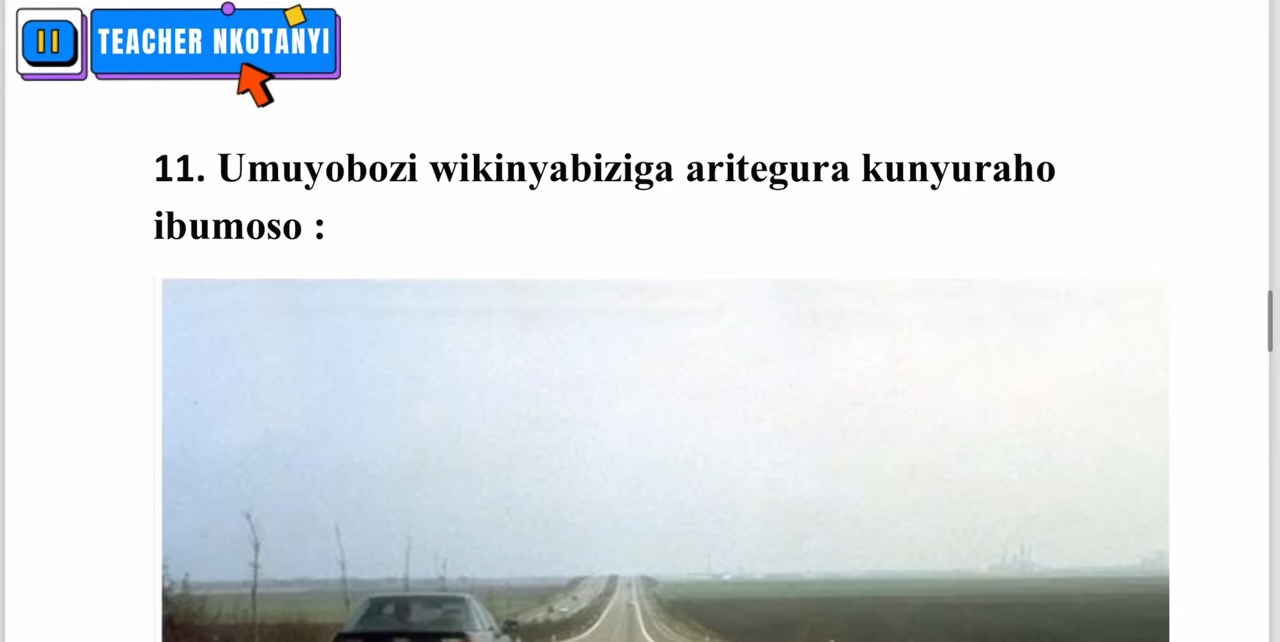 TEACHER NKOTANYI
11. Umuyobozi wikinyabiziga aritegura kunyuraho
ibumoso :